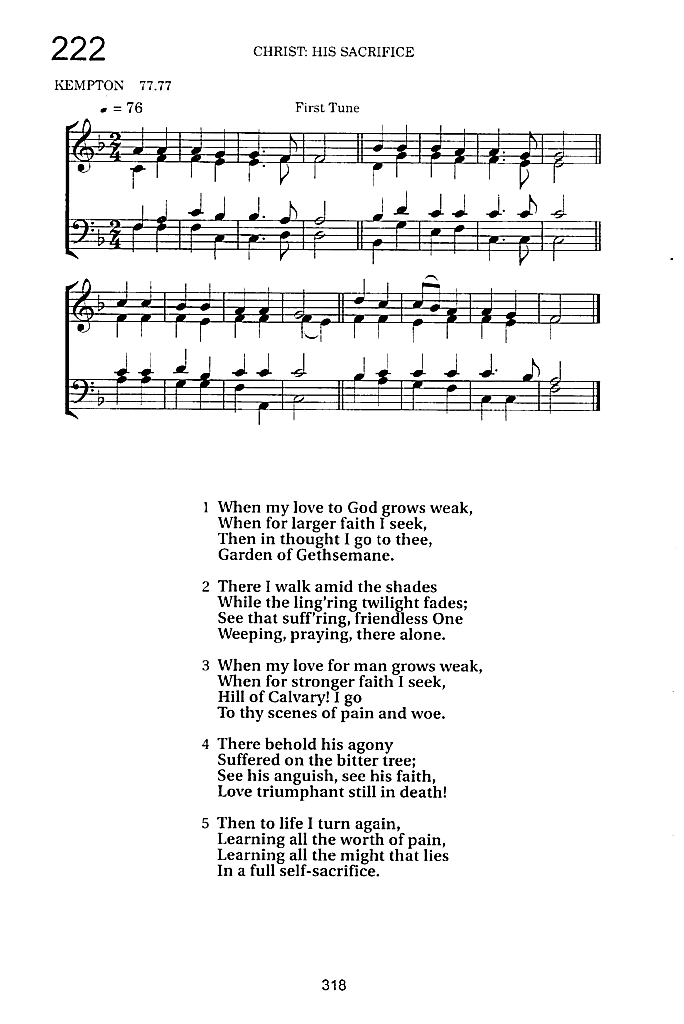 222
CHRIST: HIS SACRIFICE
KEMPTON 77.77
= 76
First Tune
1 When my love to God grows weak,
When for larger faith I seek,
Then in thought I go to thee,
Garden of Gethsemane.
2 There I walk amid the shades
While the ling'ring twilight fades;
See that suff'ring, friendless One
Weeping, praying, there alone.
3 When my love for man grows weak,
When for stronger faith I seek,
Hill of Calvary! I go
To thy scenes of pain and woe.
4 There behold his agony
Suffered on the bitter tree;
See his anguish, see his faith,
Love triumphant still in death!
5 Then to life I turn again,
Learning all the worth of pain,
Learning all the might that lies
In a full self-sacrifice.
318